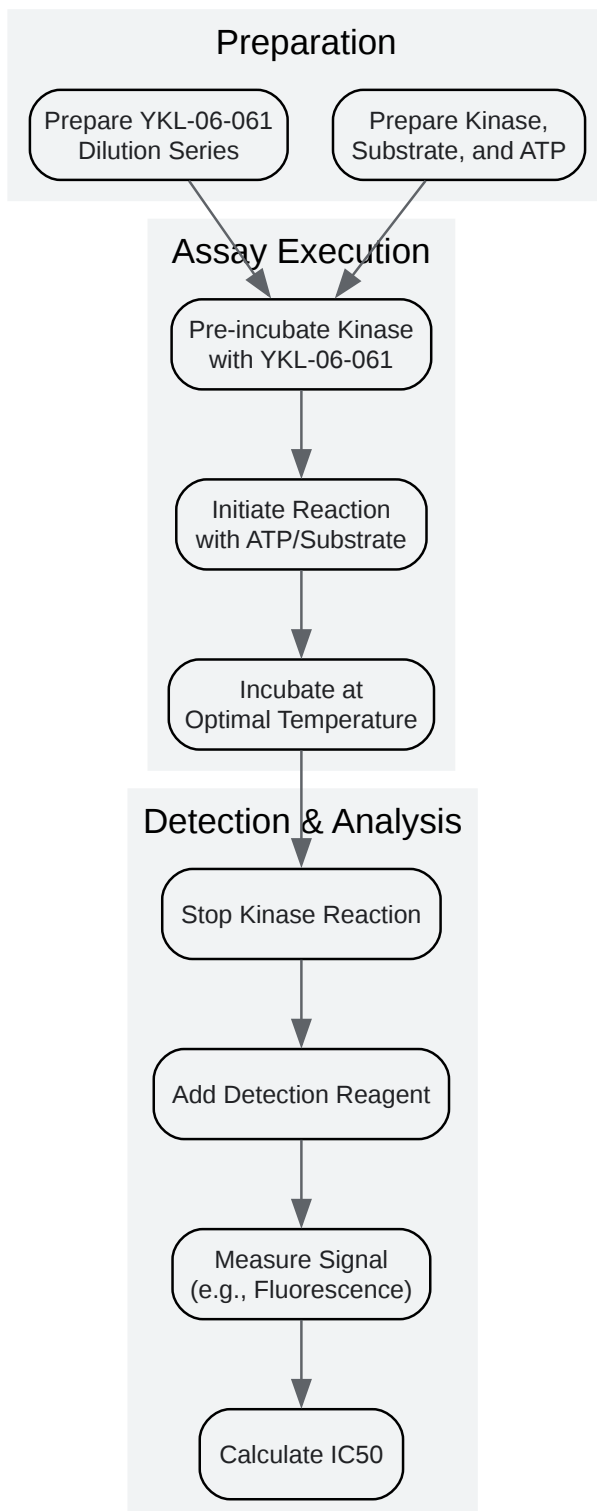 Preparation
Prepare YKL-06-061
Dilution Series
Prepare Kinase,
Substrate, and ATP
Assay Execution
Pre-incubate Kinase
with YKL-06-061
Initiate Reaction
with ATP/Substrate
Incubate at
Optimal Temperature
Detection & Analysis
Stop Kinase Reaction
Add Detection Reagent
Measure Signal
(e.g., Fluorescence)
Calculate IC50